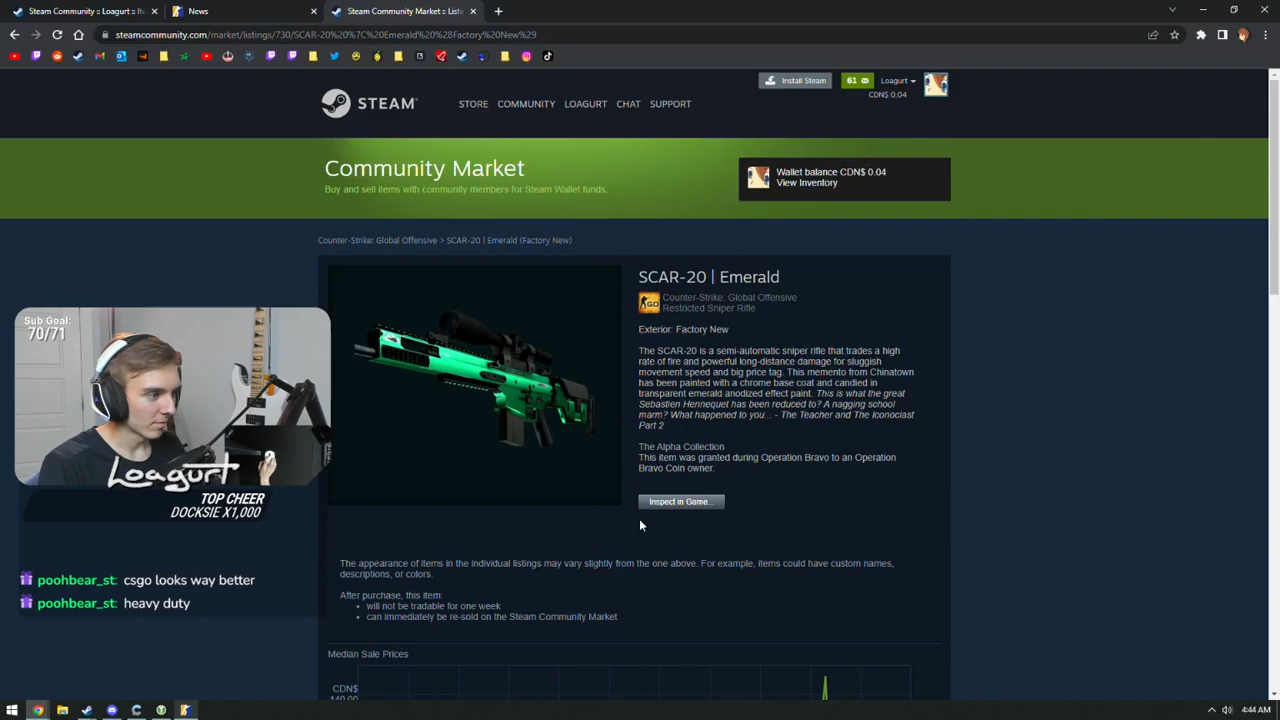 Steam Community :: Loagurt :: Ite
News
Steam Community Market :: Listi
steamcommunity.com/market/listings/730/SCAR-20%20%7C%20Emerald%20%28Factory%20New%29
Install Steam
61
Loagurt
CDN$ 0.04
STEAM
STORE COMMUNITY LOAGURT CHAT SUPPORT
Community Market
Buy and sell items with community members for Steam Wallet funds.
Wallet balance CDN$ 0.04
View Inventory
Counter-Strike: Global Offensive > SCAR-20 | Emerald (Factory New)
SCAR-20 | Emerald
Counter-Strike: Global Offensive
Restricted Sniper Rifle
Exterior: Factory New
The SCAR-20 is a semi-automatic sniper rifle that trades a high
rate of fire and powerful long-distance damage for sluggish
movement speed and big price tag. This memento from Chinatown
has been painted with a chrome base coat and candied in
transparent emerald anodized effect paint. This is what the great
Sebastien Hennequet has been reduced to? A nagging school
marm? What happened to you... - The Teacher and The Iconoclast
Part 2
The Alpha Collection
This item was granted during Operation Bravo to an Operation
Bravo Coin owner.
Inspect in Game...
Sub Goal:
70/71
Loagurt
TOP CHEER
DOCKSIE X1,000
poohbear_st: csgo looks way better
poohbear_st: heavy duty
The appearance of items in the individual listings may vary slightly from the one above. For example, items could have custom names,
descriptions, or colors.
After purchase, this item:
• will not be tradable for one week
• can immediately be re-sold on the Steam Community Market
Median Sale Prices
CDN$
140.00
4:44 AM